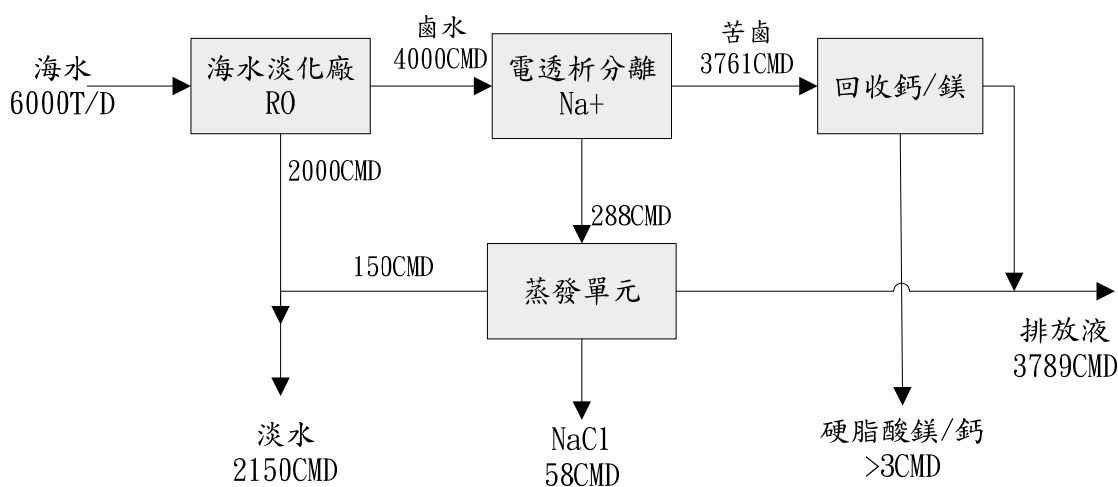 海水
6000T/D
海水淡化廠
RO
鹵水
4000CMD
電透析分離
Na+
苦鹵
3761CMD
回收鈣/鎂
2000CMD
288CMD
150CMD
蒸發單元
排放液
3789CMD
淡水
2150CMD
NaCl
58CMD
硬脂酸鎂/鈣
>3CMD